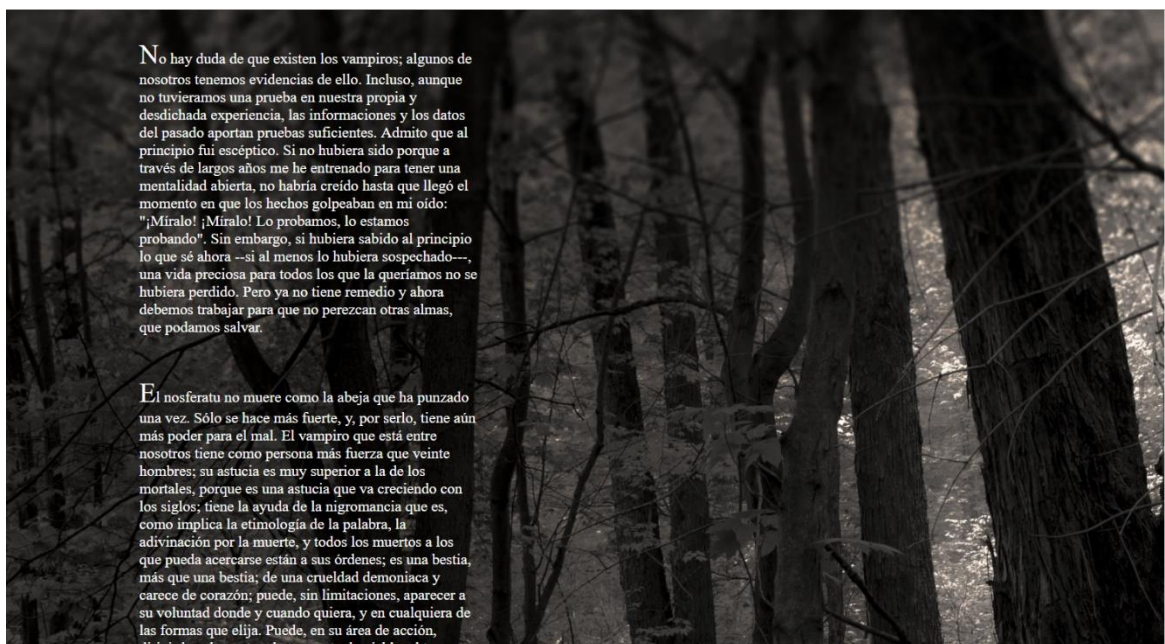 No hay duda de que existen los vampiros; algunos de
nosotros tenemos evidencias de ello. Incluso, aunque
no tuvieramos una prueba en nuestra propia y
desdichada experiencia, las informaciones y los datos
del pasado aportan pruebas suficientes. Admito que al
principio fui escéptico. Si no hubiera sido porque a
través de largos años me he entrenado para tener una
mentalidad abierta, no habría creído hasta que llegó el
momento en que los hechos golpeaban en mi oído:
"¡Míralo! ¡Míralo! Lo probamos, lo estamos
probando". Sin embargo, si hubiera sabido al principio
lo que sé ahora --si al menos lo hubiera sospechado---,
una vida preciosa para todos los que la queríamos no se
hubiera perdido. Pero ya no tiene remedio y ahora
debemos trabajar para que no perezcan otras almas,
que podamos salvar.
El nosferatu no muere como la abeja que ha punzado
una vez. Sólo se hace más fuerte, y, por serlo, tiene aún
más poder para el mal. El vampiro que está entre
nosotros tiene como persona más fuerza que veinte
hombres; su astucia es muy superior a la de los
mortales, porque es una astucia que va creciendo con
los siglos; tiene la ayuda de la nigromancia que es,
como implica la etimología de la palabra, la
adivinación por la muerte, y todos los muertos a los
que pueda acercarse están a sus órdenes; es una bestia,
más que una bestia; de una crueldad demoniaca y
carece de corazón; puede, sin limitaciones, aparecer a
su voluntad donde y cuando quiera, y en cualquiera de
las formas que elija. Puede, en su área de acción,